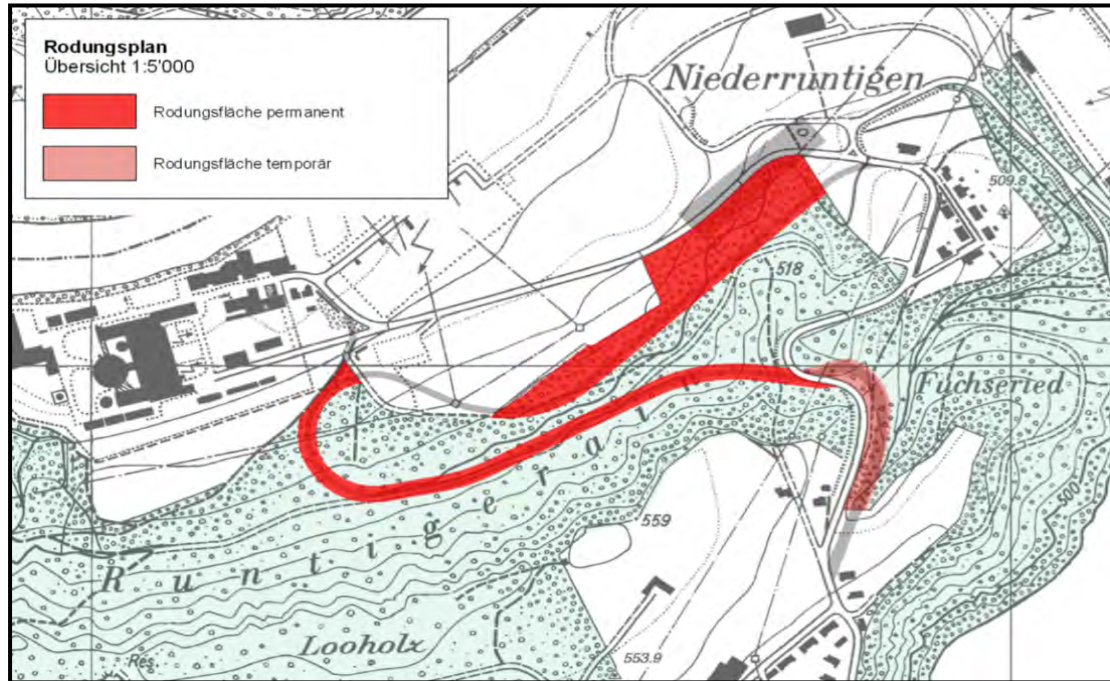 Rodungsplan
Übersicht 1:5'000
Rodungsfläche permanent
Rodungsfläche temporär
Niederruntigen
509.8
518
Fuchseried
500
559
Runtigerai
Looholz
553.9
Res